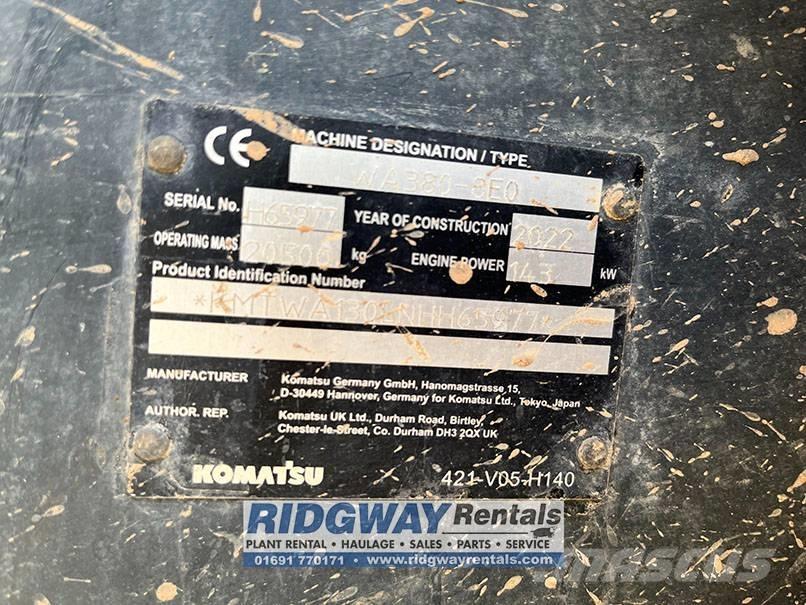 CE
MACHINE DESIGNATION / TYPE
WA380-8E0
SERIAL No. H65977 YEAR OF CONSTRUCTION 2022
OPERATING MASS 20506 kg ENGINE POWER 143 kW
Product Identification Number
MANUFACTURER Komatsu Germany GmbH, Hanomagstrasse 15,
D-30449 Hannover, Germany for Komatsu Ltd., Tokyo, Japan
AUTHOR. REP. Komatsu UK Ltd., Durham Road, Birtley,
Chester-le-Street, Co. Durham DH3 2QX UK
KOMATSU 421-V05-H140
RIDGWAY Rentals
PLANT RENTAL • HAULAGE • SALES • PARTS • SERVICE
01691 770171 • www.ridgwayrentals.com
mascus